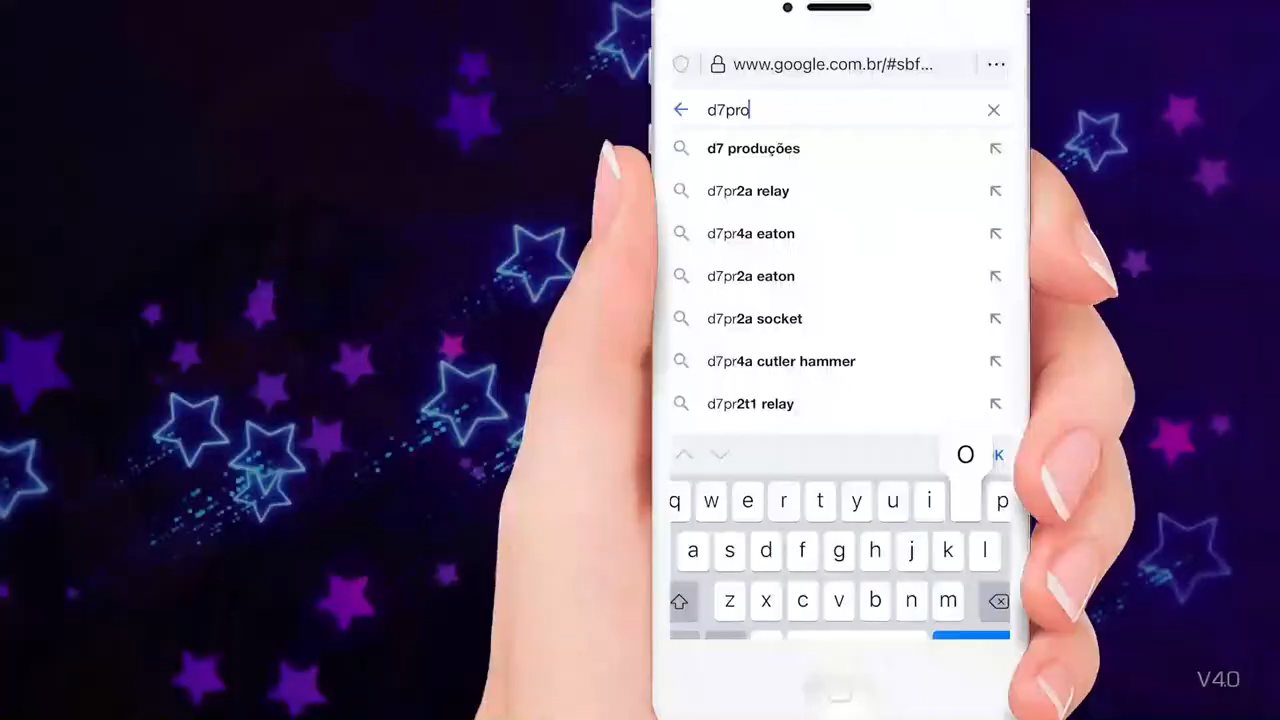 www.google.com.br/#sbf...
d7pro
d7 produções
d7pr2a relay
d7pr4a eaton
d7pr2a eaton
d7pr2a socket
d7pr4a cutler hammer
d7pr2t1 relay
O K
q w e r t y u i p
a s d f g h j k l
z x c v b n m
V4.0